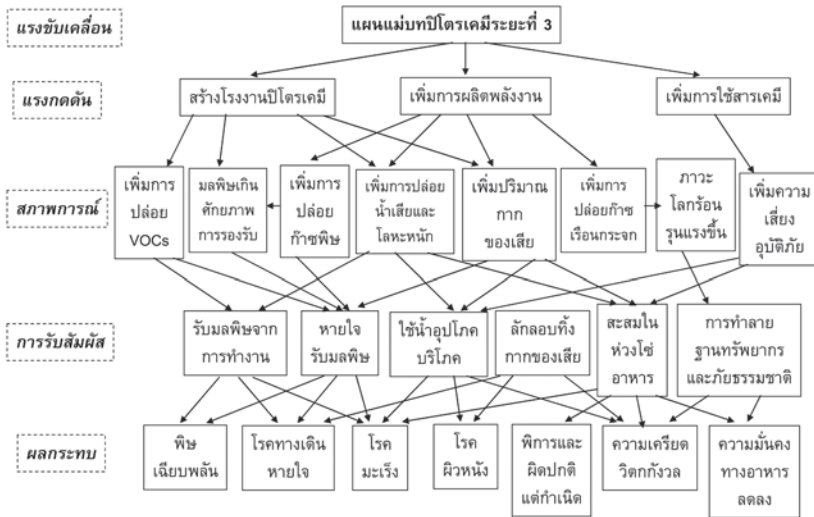 แรงขับเคลื่อน
แผนแม่บทปิโตรเคมีระยะที่ 3
แรงกดดัน
สร้างโรงงานปิโตรเคมี
เพิ่มการผลิตพลังงาน
เพิ่มการใช้สารเคมี
สภาพการณ์
เพิ่มการ
ปล่อย
VOCs
มลพิษเกิน
ศักยภาพ
การรองรับ
เพิ่มการ
ปล่อย
ก๊าซพิษ
เพิ่มการปล่อย
น้ำเสียและ
โลหะหนัก
เพิ่มปริมาณ
กาก
ของเสีย
เพิ่มการ
ปล่อยก๊าซ
เรือนกระจก
ภาวะ
โลกร้อน
รุนแรงขึ้น
เพิ่มความ
เสี่ยง
อุบัติภัย
การรับสัมผัส
รับมลพิษจาก
การทำงาน
หายใจ
รับมลพิษ
ใช้น้ำอุปโภค
บริโภค
ลักลอบทิ้ง
กากของเสีย
สะสมใน
ห่วงโซ่
อาหาร
การทำลาย
ฐานทรัพยากร
และภัยธรรมชาติ
ผลกระทบ
พิษ
เฉียบพลัน
โรคทางเดิน
หายใจ
โรค
มะเร็ง
โรค
ผิวหนัง
พิการและ
ผิดปกติ
แต่กำเนิด
ความเครียด
วิตกกังวล
ความมั่นคง
ทางอาหาร
ลดลง